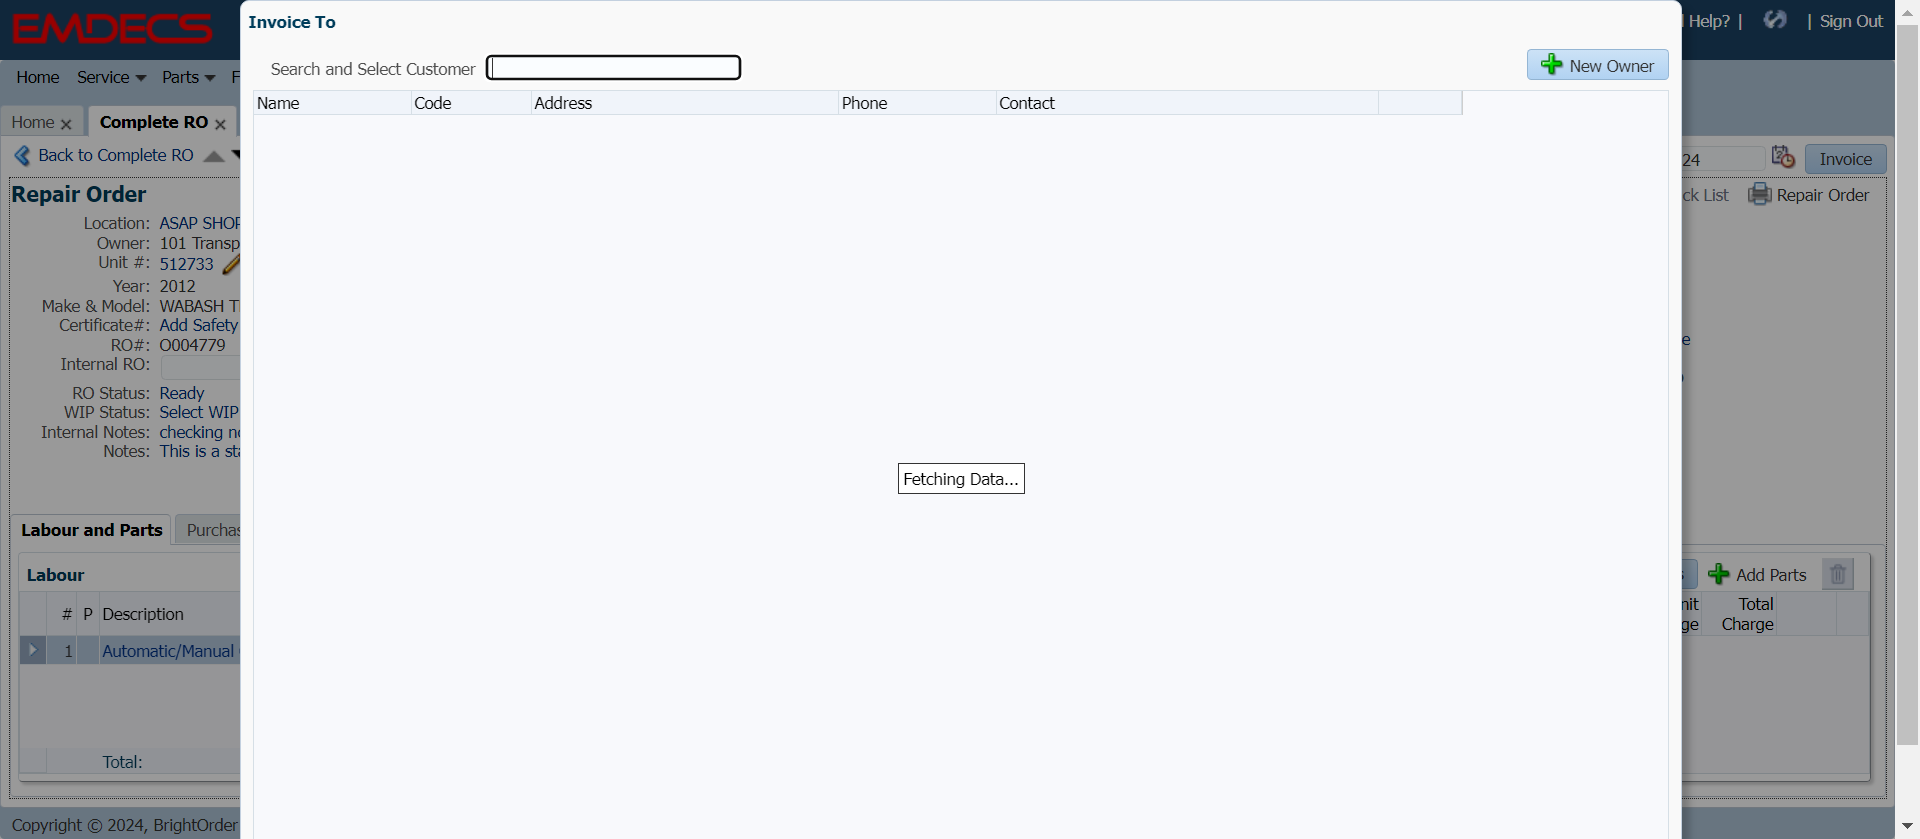 EMDECS
Help? |
| Sign Out
Home Service Parts F
Home Complete RO
Back to Complete RO
Invoice To
Search and Select Customer
New Owner
Name Code Address Phone Contact
Fetching Data...
24 Invoice
ck List Repair Order
Repair Order
Location: ASAP SHOP
Owner: 101 Transp
Unit #: 512733
Year: 2012
Make & Model: WABASH T
Certificate#: Add Safety
RO#: O004779
Internal RO:
RO Status: Ready
WIP Status: Select WIP
Internal Notes: checking no
Notes: This is a sta
e
Labour and Parts Purchas
Labour
# P Description
1 Automatic/Manual
Total:
Add Parts
nit Total
ge Charge
Copyright © 2024, BrightOrder